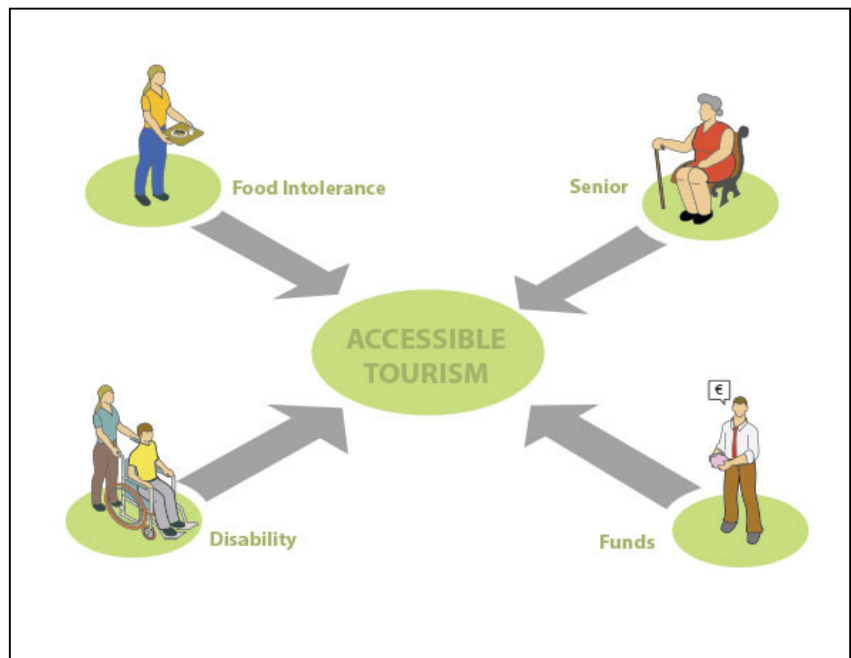 Food Intolerance
Senior
ACCESSIBLE
TOURISM
€
Disability
Funds